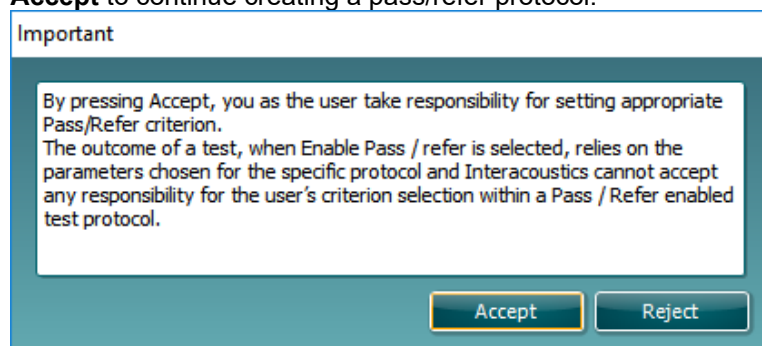 Accept to continue creating a pass/refer protocol.
Important
By pressing Accept, you as the user take responsibility for setting appropriate
Pass/Refer criterion.
The outcome of a test, when Enable Pass / refer is selected, relies on the
parameters chosen for the specific protocol and Interacoustics cannot accept
any responsibility for the user's criterion selection within a Pass / Refer enabled
test protocol.
Accept Reject